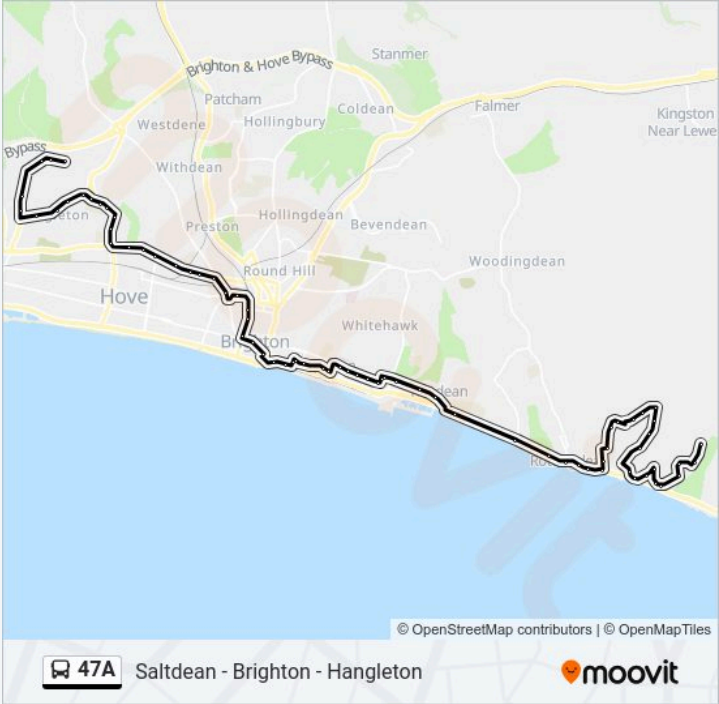 Stanmer
Brighton & Hove Bypass
Patcham
Coldean
Falmer
Kingston
Near Lewe
Westdene
Hollingbury
Bypass
Withdean
Hollingdean
Preston
Bevendean
Woodingdean
Round Hill
Hove
Whitehawk
Brighton
© OpenStreetMap contributors | © OpenMapTiles
47A Saltdean - Brighton - Hangleton
moovit